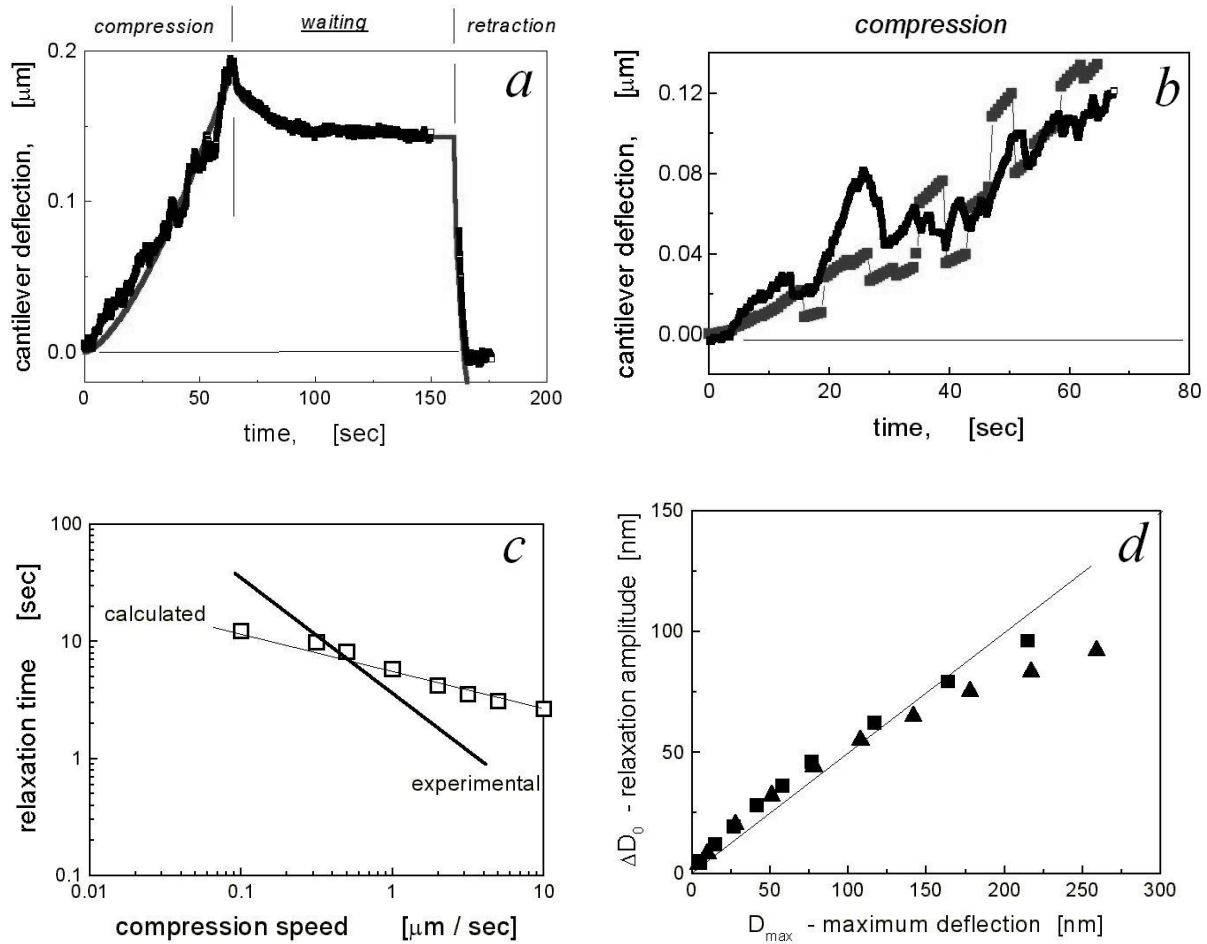 compression | waiting | retraction
a
cantilever deflection, [μm]
0.2
0.1
0.0
0 50 100 150 200
time, [sec]
compression
b
cantilever deflection, [μm]
0.12
0.08
0.04
0.00
0 20 40 60 80
time, [sec]
c
relaxation time [sec]
100
10
1
0.1
calculated
experimental
0.01 0.1 1 10
compression speed [μm / sec]
d
ΔD0 - relaxation amplitude [nm]
150
100
50
0
0 50 100 150 200 250 300
Dmax - maximum deflection [nm]